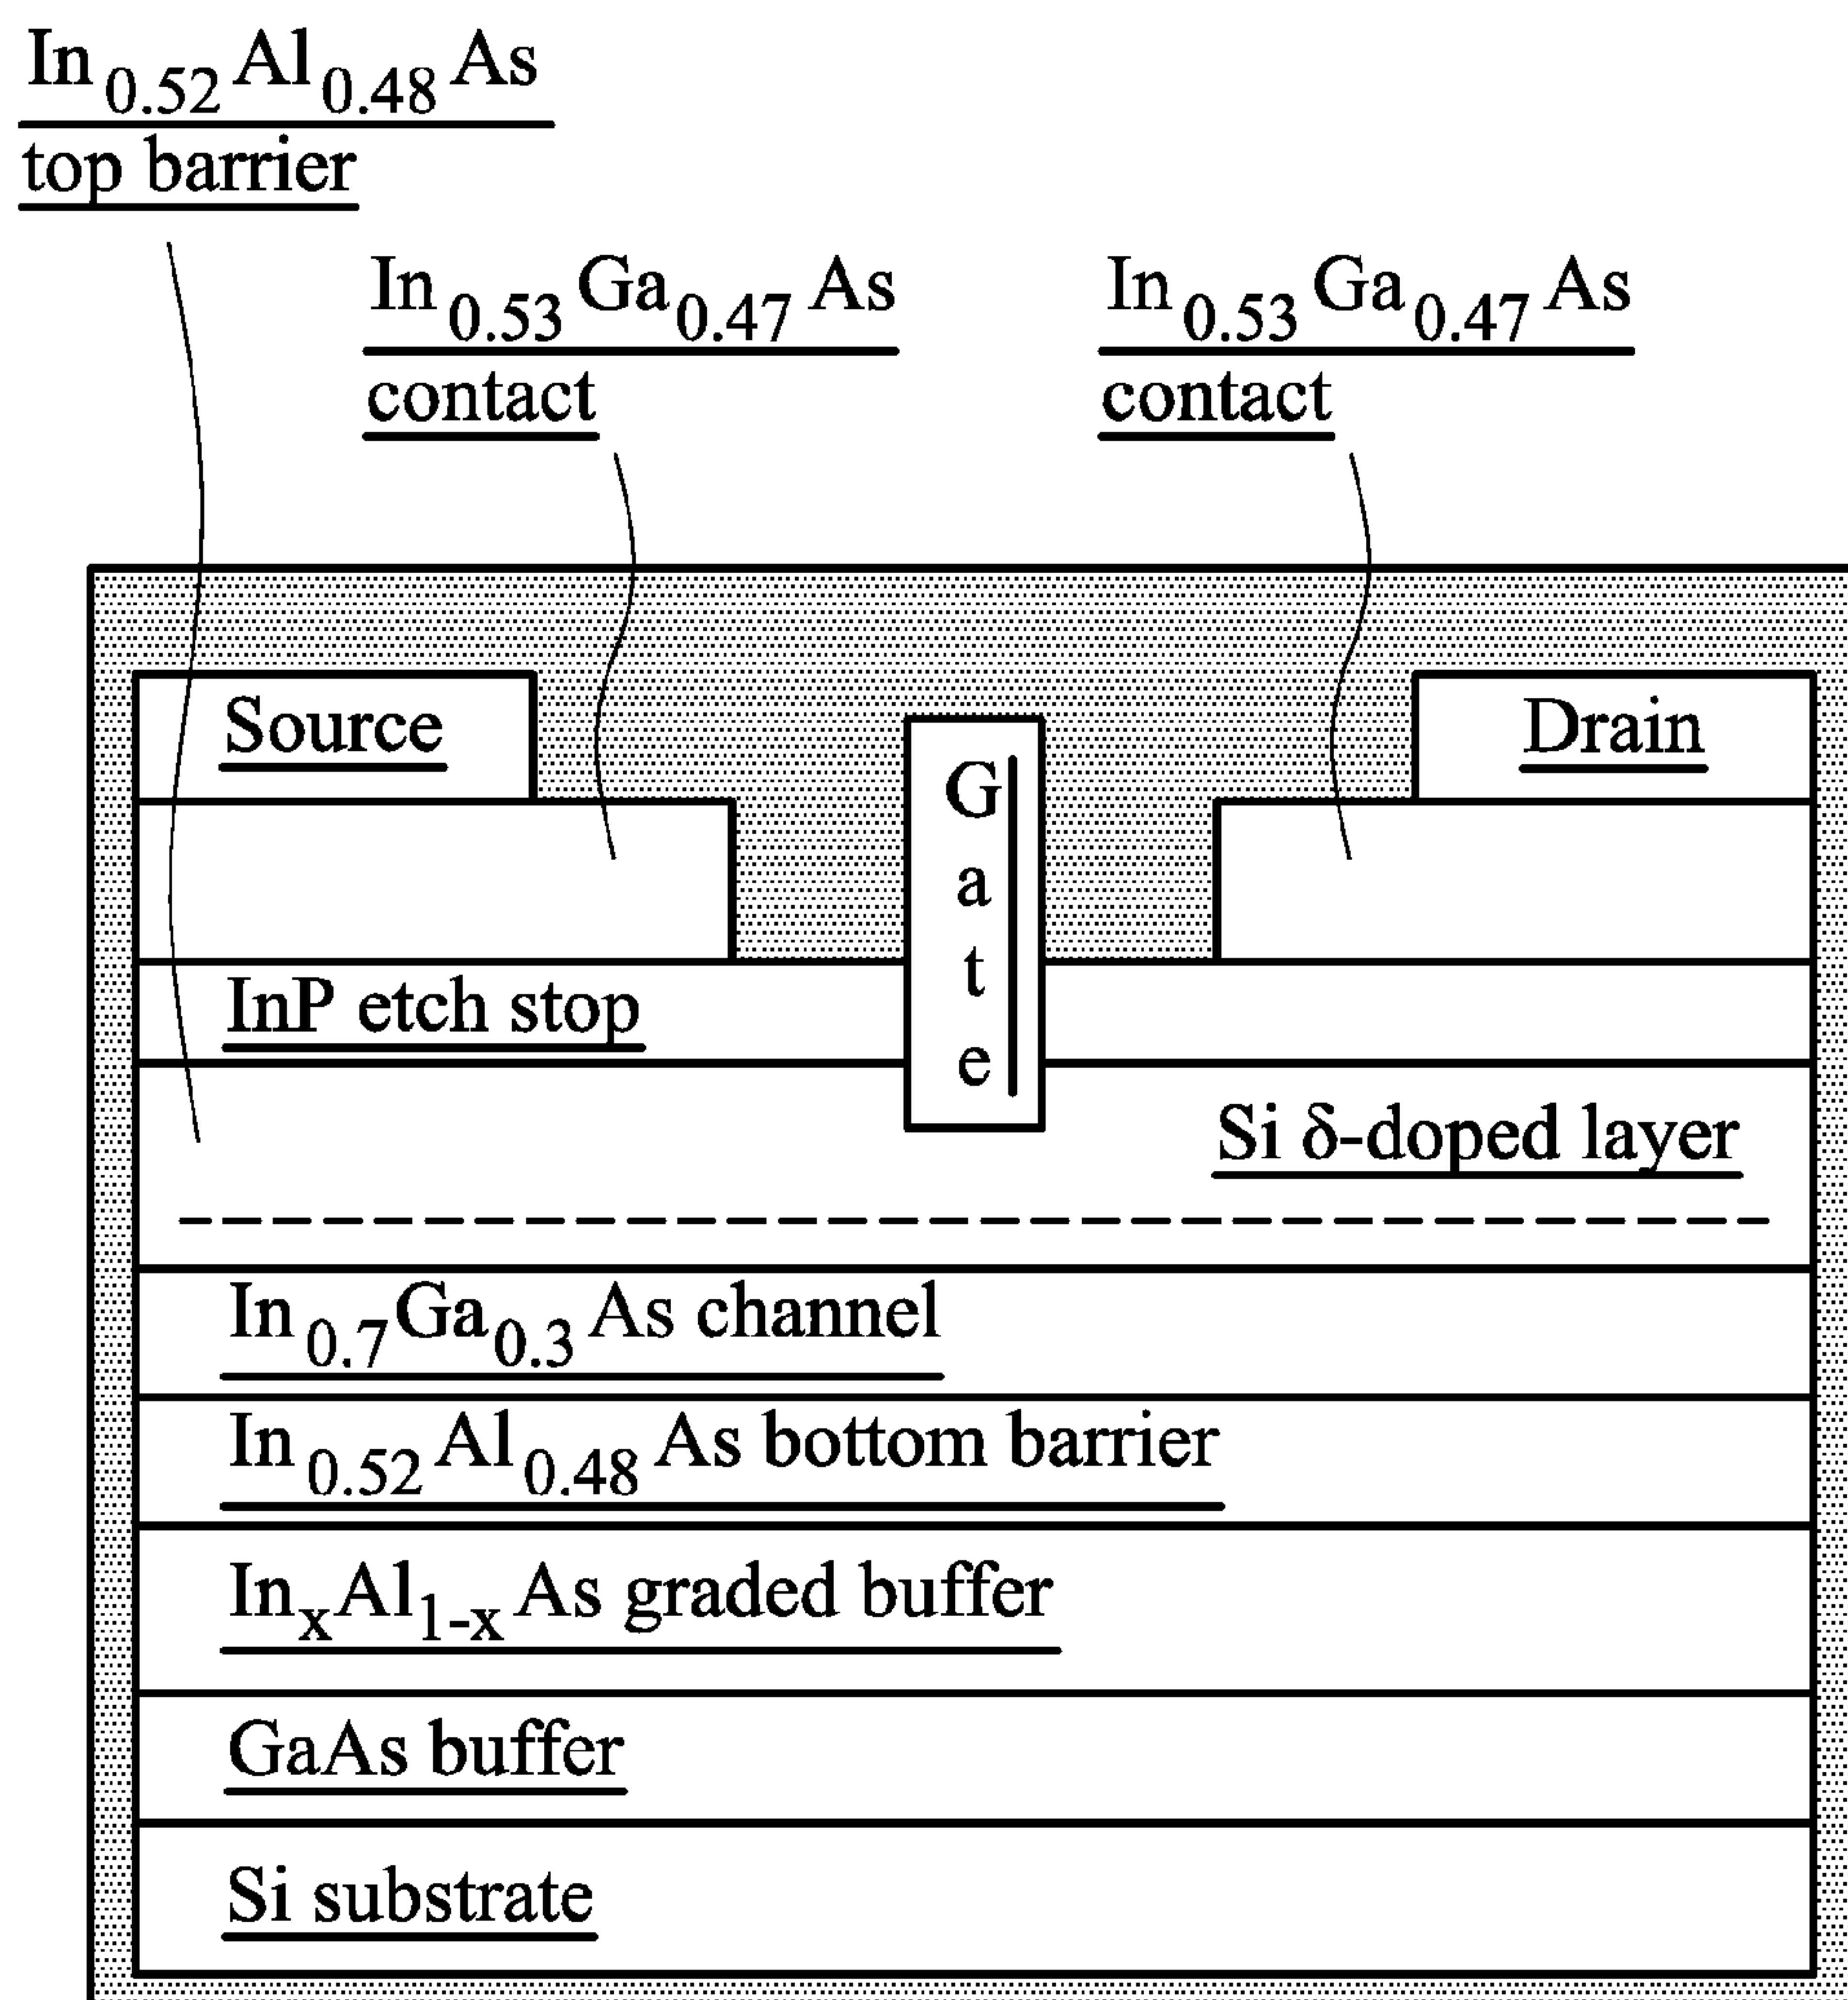 In0.52Al0.48As
top barrier
In0.53Ga0.47As
contact
In0.53Ga0.47As
contact
Source
Drain
Gate
InP etch stop
Si δ-doped layer
In0.7Ga0.3As channel
In0.52Al0.48As bottom barrier
InxAl1-xAs graded buffer
GaAs buffer
Si substrate